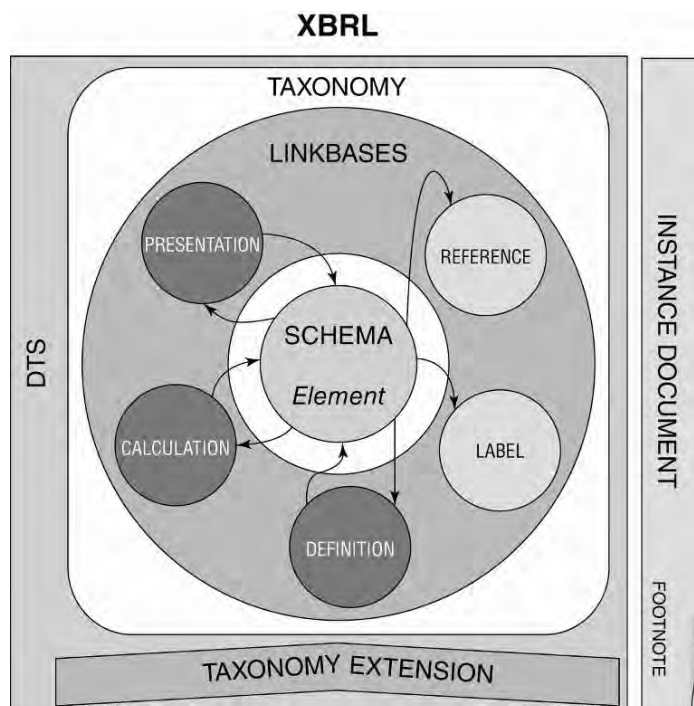 XBRL
TAXONOMY
LINKBASES
PRESENTATION
REFERENCE
SCHEMA
Element
CALCULATION
LABEL
DEFINITION
DTS
INSTANCE DOCUMENT
FOOTNOTE
TAXONOMY EXTENSION